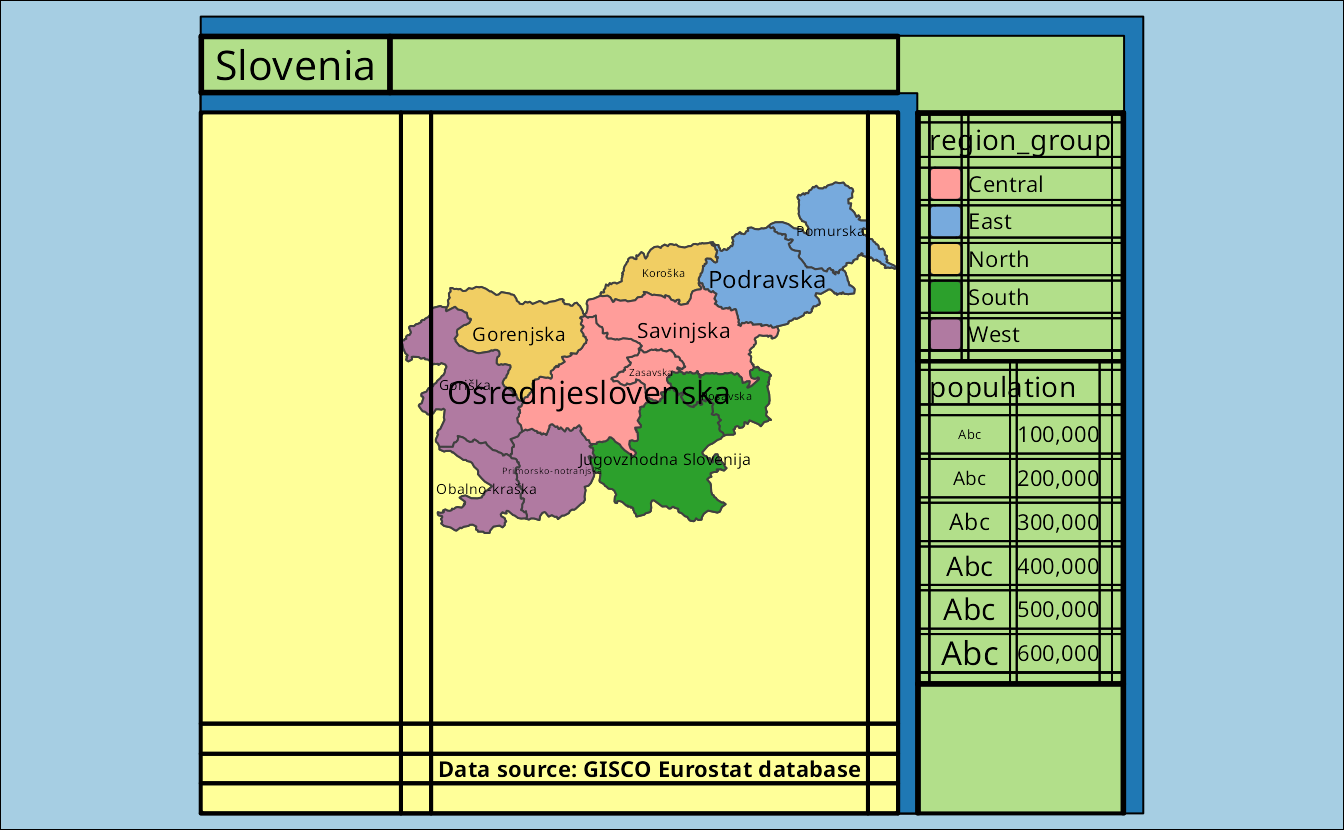 Slovenia
Pomurska
Koroška
Podravska
Gorenjska
Savinjska
Zasavska
Goriška
Osrednjeslovenska
Posavska
Jugovzhodna Slovenija
Primorsko-notranjska
Obalno-kraška
Data source: GISCO Eurostat database
region_group
Central
East
North
South
West
population
Abc 100,000
Abc 200,000
Abc 300,000
Abc 400,000
Abc 500,000
Abc 600,000